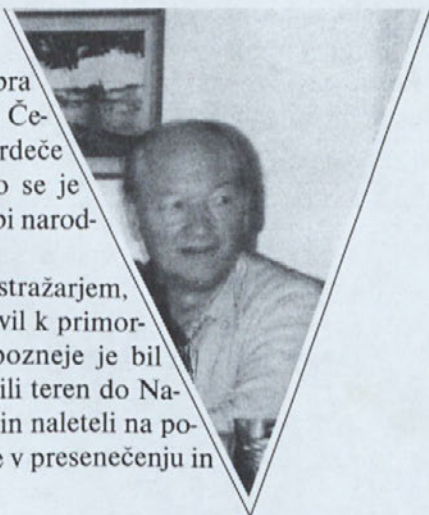 bra
Če-
rdeče
o se je
bi narod-
stražarjem,
vil k primor-
pozneje je bil
ili teren do Na-
in naleteli na po-
e v presenečenju in